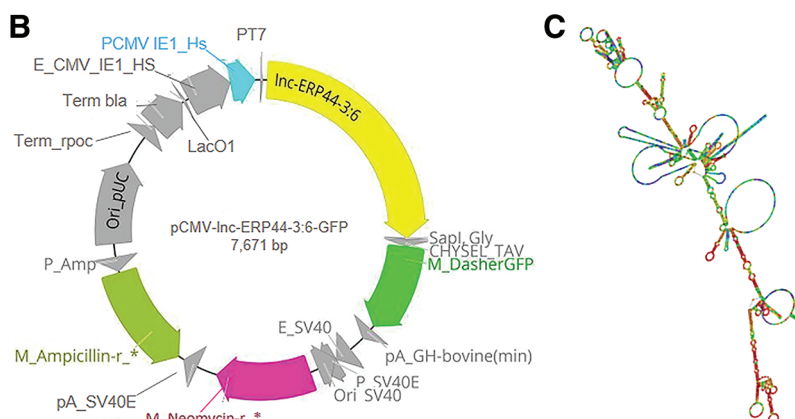 B
C
PCMV IE1_Hs
PT7
E_CMV_IE1_HS
lnc-ERP44-3:6
Term bla
Term_rpoc
LacO1
Ori_pUC
pCMV-lnc-ERP44-3:6-GFP
7,671 bp
SapI_Gly
CHYSEL_TAV
M_DasherGFP
P_Amp
E_SV40
pA_GH-bovine(min)
M_Ampicillin-r_*
P_SV40E
Ori_SV40
pA_SV40E
M_Neomycin-r_*